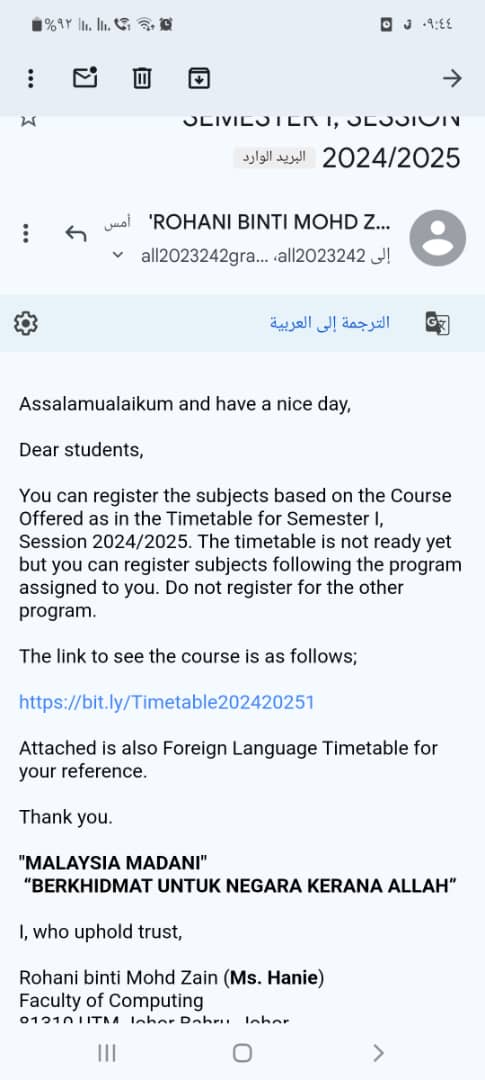 %٩٢
٠٩:٤٤
SEMESTER I, SESSION
2024/2025
البريد الوارد
'ROHANI BINTI MOHD Z...
أمس
إلى all2023242، all2023242gra...
الترجمة إلى العربية
Assalamualaikum and have a nice day,
Dear students,
You can register the subjects based on the Course
Offered as in the Timetable for Semester I,
Session 2024/2025. The timetable is not ready yet
but you can register subjects following the program
assigned to you. Do not register for the other
program.
The link to see the course is as follows;
https://bit.ly/Timetable202420251
Attached is also Foreign Language Timetable for
your reference.
Thank you.
"MALAYSIA MADANI"
“BERKHIDMAT UNTUK NEGARA KERANA ALLAH”
I, who uphold trust,
Rohani binti Mohd Zain (Ms. Hanie)
Faculty of Computing
81310 UTM Johor Bahru, Johor